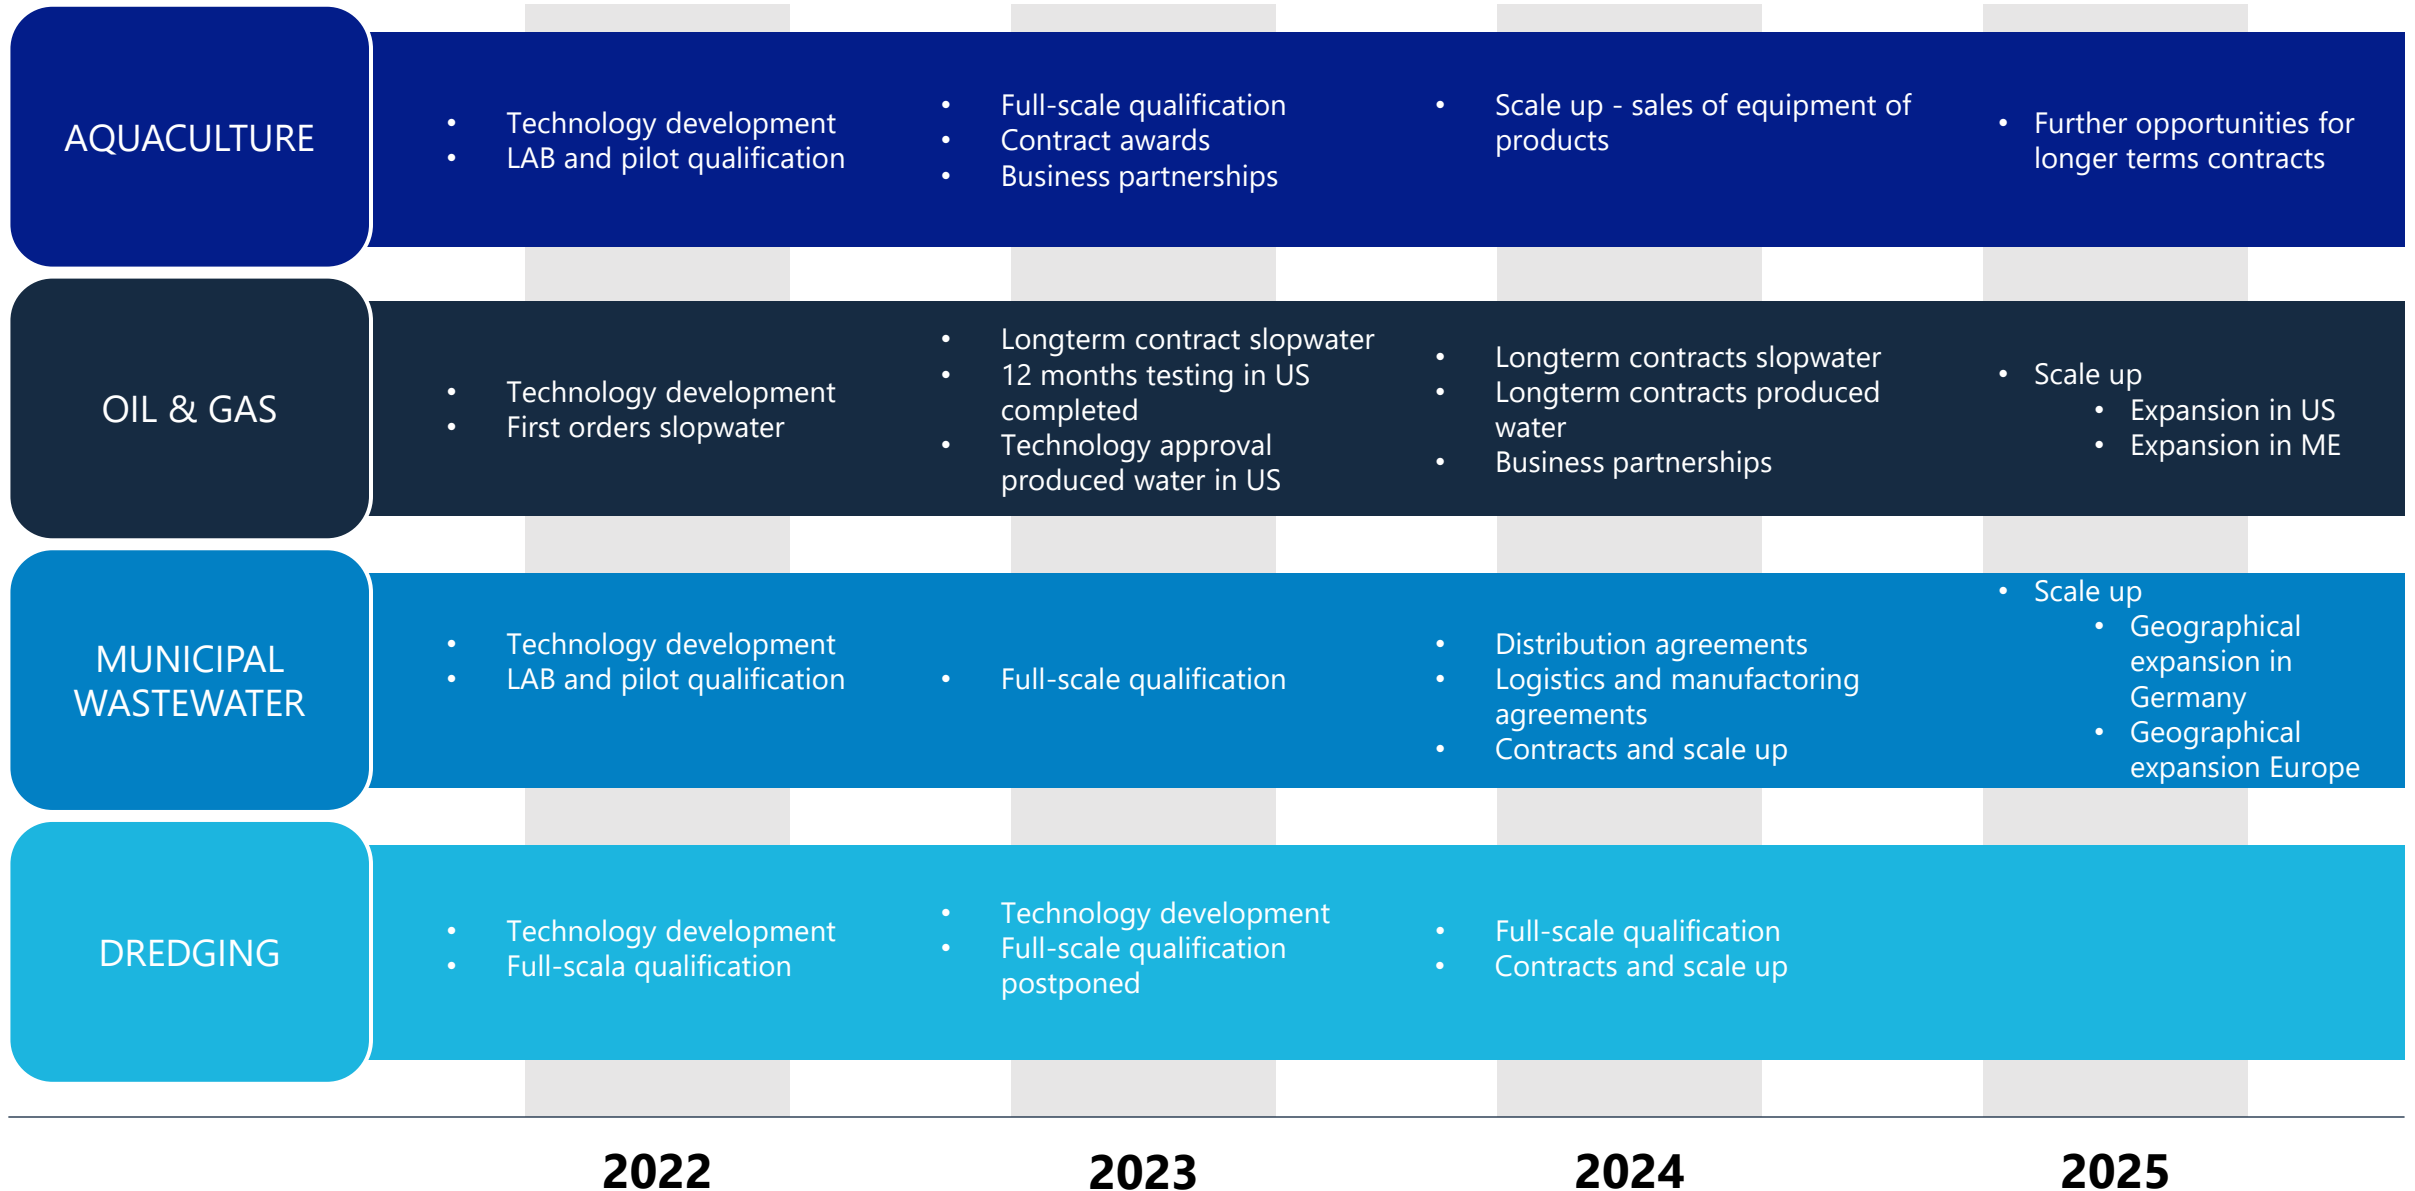 AQUACULTURE
• Technology development
• LAB and pilot qualification
• Full-scale qualification
• Contract awards
• Business partnerships
• Scale up - sales of equipment of
products
• Further opportunities for
longer terms contracts
OIL & GAS
• Technology development
• First orders slopwater
• Longterm contract slopwater
• 12 months testing in US
completed
• Technology approval
produced water in US
• Longterm contracts slopwater
• Longterm contracts produced
water
• Business partnerships
• Scale up
• Expansion in US
• Expansion in ME
MUNICIPAL
WASTEWATER
• Technology development
• LAB and pilot qualification
• Full-scale qualification
• Distribution agreements
• Logistics and manufactoring
agreements
• Contracts and scale up
• Scale up
• Geographical
expansion in
Germany
• Geographical
expansion Europe
DREDGING
• Technology development
• Full-scala qualification
• Technology development
• Full-scale qualification
postponed
• Full-scale qualification
• Contracts and scale up
2022
2023
2024
2025